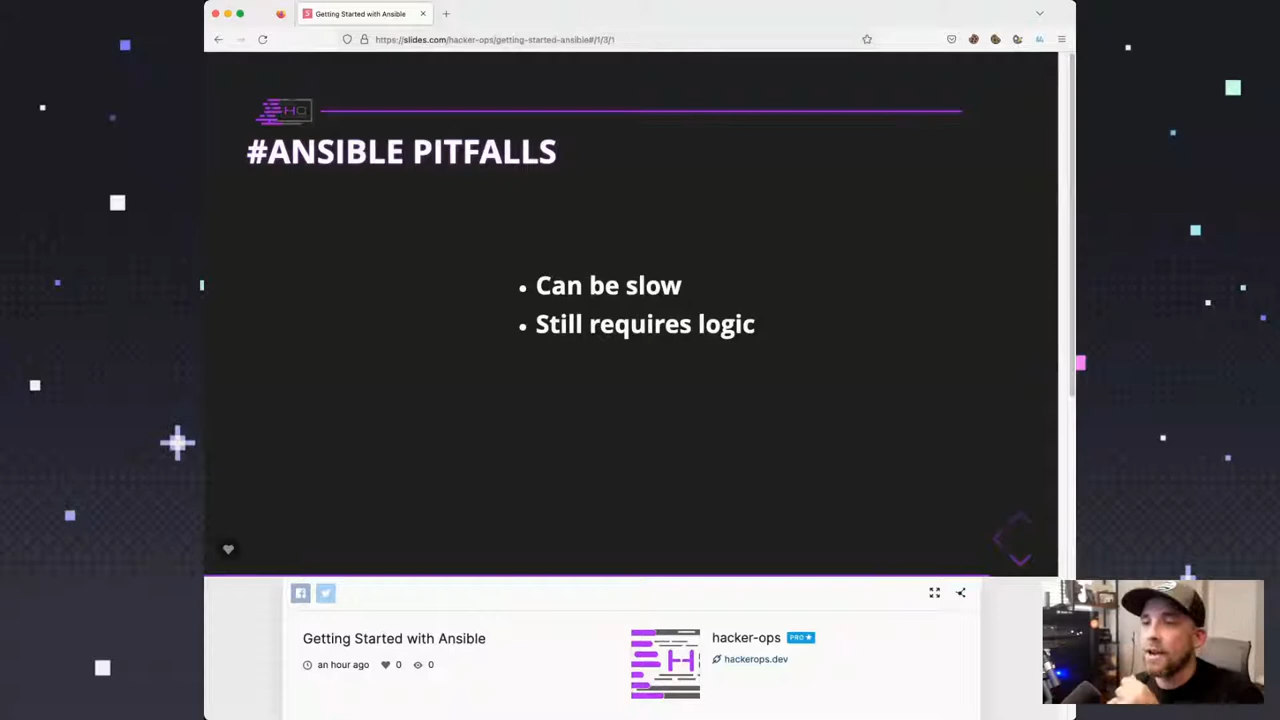 Getting Started with Ansible
https://slides.com/hacker-ops/getting-started-ansible#/1/3/1
HO
#ANSIBLE PITFALLS
• Can be slow
• Still requires logic
Getting Started with Ansible
an hour ago 0 0
hacker-ops PRO
hackerops.dev